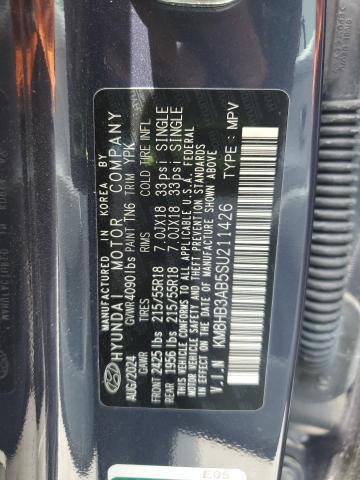 MANUFACTURED IN KOREA BY
HYUNDAI MOTOR COMPANY
AUG/2024 GVWR 4090lbs PAINT TN6 TRIM YPK
GAWR TIRES RIMS COLD TIRE INFL
FRONT 2425 lbs 215/55R18 7.0JX18 33psi SINGLE
REAR 1956 lbs 215/55R18 7.0JX18 33psi SINGLE
THIS VEHICLE CONFORMS TO ALL APPLICABLE U.S.A. FEDERAL
MOTOR VEHICLE SAFETY, BUMPER, AND THEFT PREVENTION STANDARDS
IN EFFECT ON THE DATE OF MANUFACTURE SHOWN ABOVE
V.I.N KM8HB3AB5SU211426 TYPE: MPV
E05